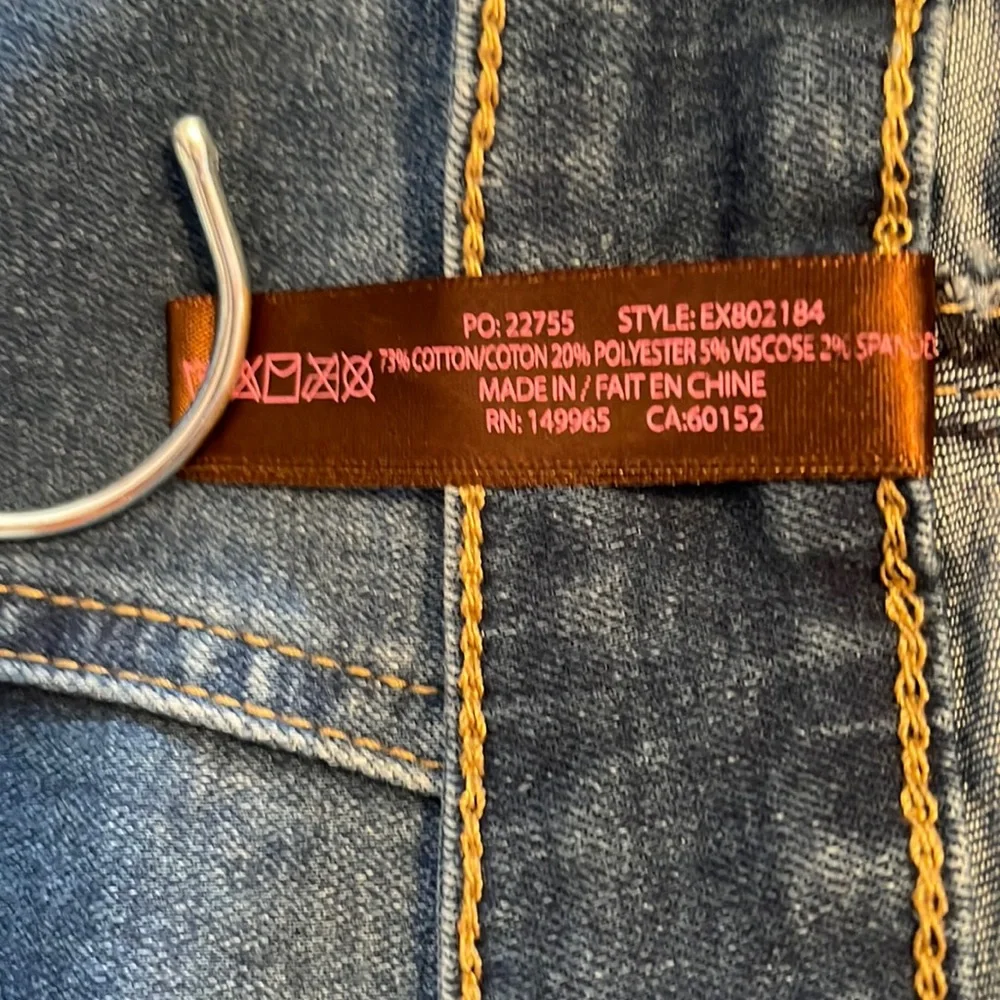 PO: 22755 STYLE: EX802184
73% COTTON/COTON 20% POLYESTER 5% VISCOSE 2%
MADE IN / FAIT EN CHINE
RN: 149965 CA:60152